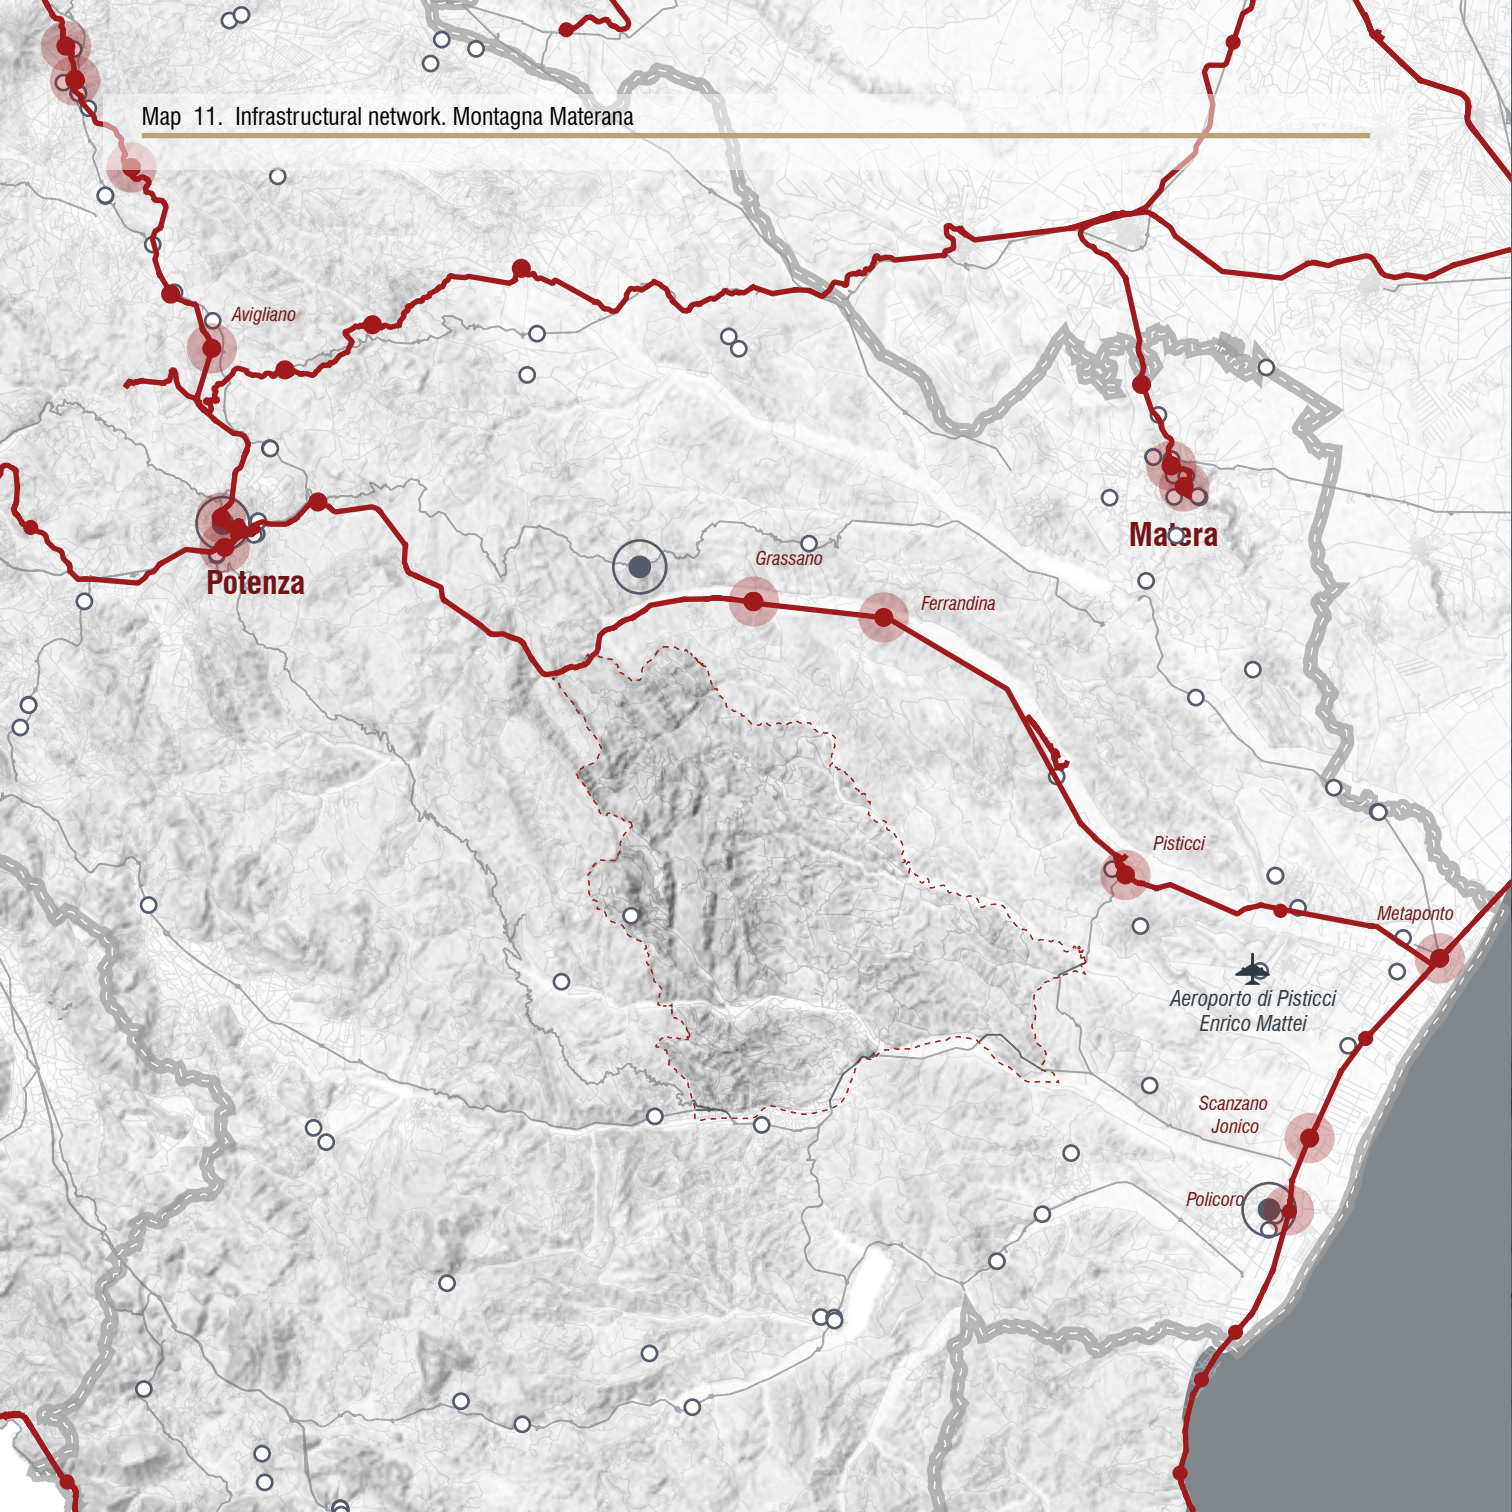 Map 11. Infrastructural network. Montagna Materana
Avigliano
Potenza
Matera
Grassano
Ferrandina
Pisticci
Metaponto
Aeroporto di Pisticci
Enrico Mattei
Scanzano
Jonico
Policoro